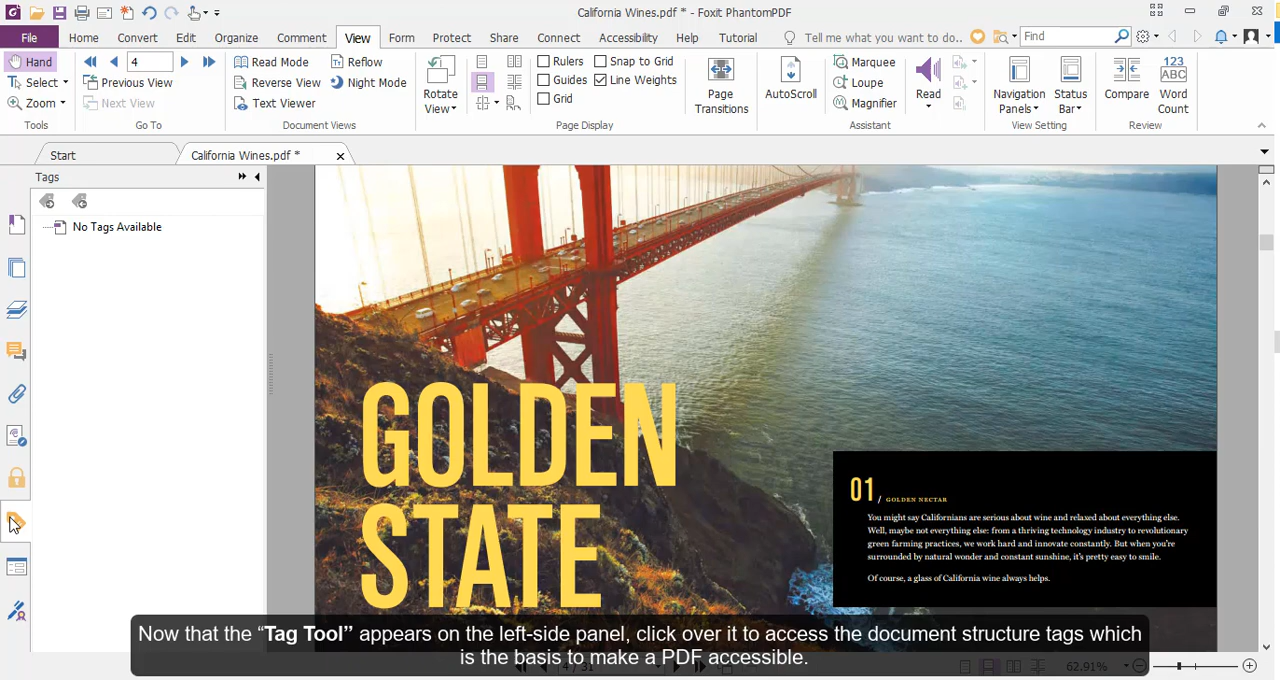 California Wines.pdf * - Foxit PhantomPDF
File Home Convert Edit Organize Comment View Form Protect Share Connect Accessibility Help Tutorial Tell me what you want to do.. Find
Hand 4 Read Mode Reflow Rulers Snap to Grid Marquee
Select Previous View Reverse View Night Mode Guides Line Weights Loupe
Zoom Next View Text Viewer Grid Magnifier
Rotate View Page Transitions AutoScroll Read Navigation Panels Status Bar Compare Word Count
123 ABC
Tools Go To Document Views Page Display Assistant View Setting Review
Start California Wines.pdf *
Tags
No Tags Available
GOLDEN
STATE
01 / GOLDEN NECTAR
You might say Californians are serious about wine and relaxed about everything else.
Well, maybe not everything else: from a thriving technology industry to revolutionary
green farming practices, we work hard and innovate constantly. But when you're
surrounded by natural wonder and constant sunshine, it's pretty easy to smile.
Of course, a glass of California wine always helps.
Now that the “Tag Tool” appears on the left-side panel, click over it to access the document structure tags which
is the basis to make a PDF accessible.
4 / 31 62.91%